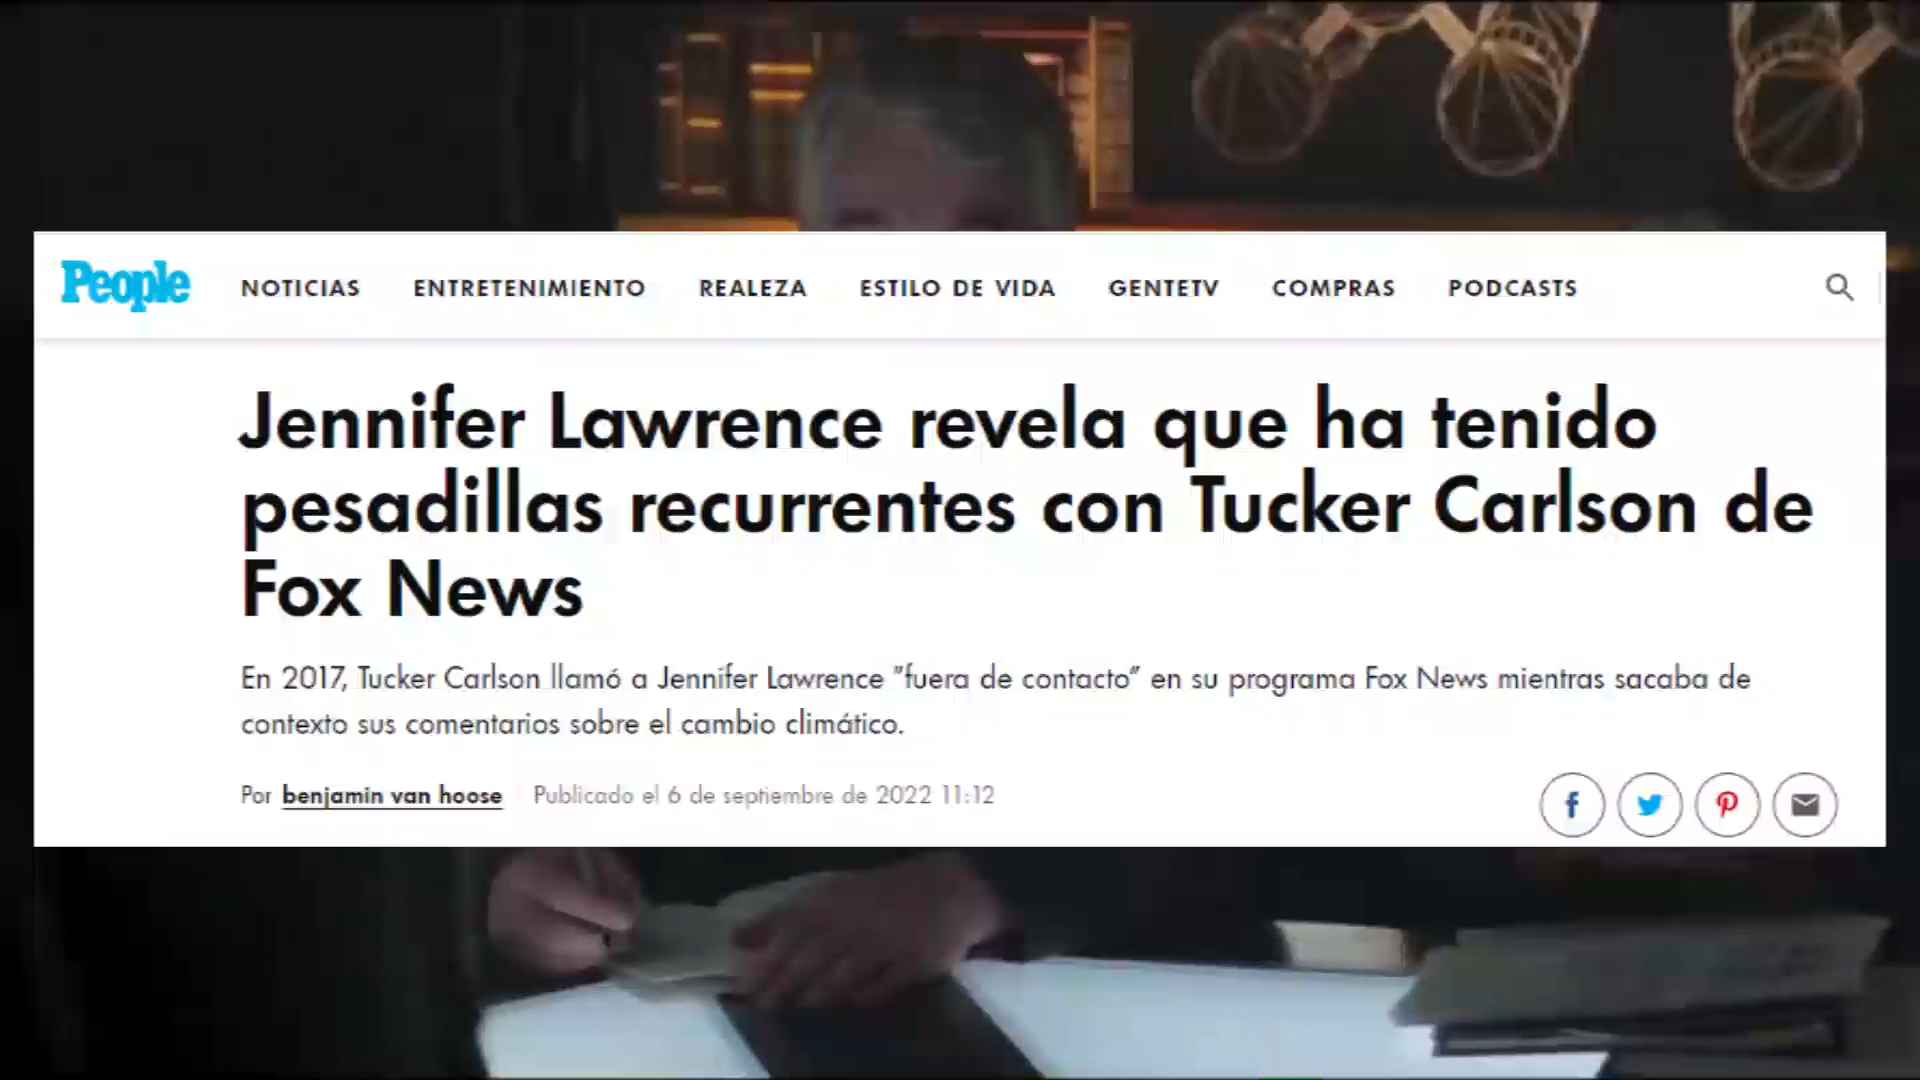 People
NOTICIAS ENTRETENIMIENTO REALEZA ESTILO DE VIDA GENTETV COMPRAS PODCASTS
Jennifer Lawrence revela que ha tenido
pesadillas recurrentes con Tucker Carlson de
Fox News
En 2017, Tucker Carlson llamó a Jennifer Lawrence "fuera de contacto" en su programa Fox News mientras sacaba de
contexto sus comentarios sobre el cambio climático.
Por benjamin van hoose Publicado el 6 de septiembre de 2022 11:12